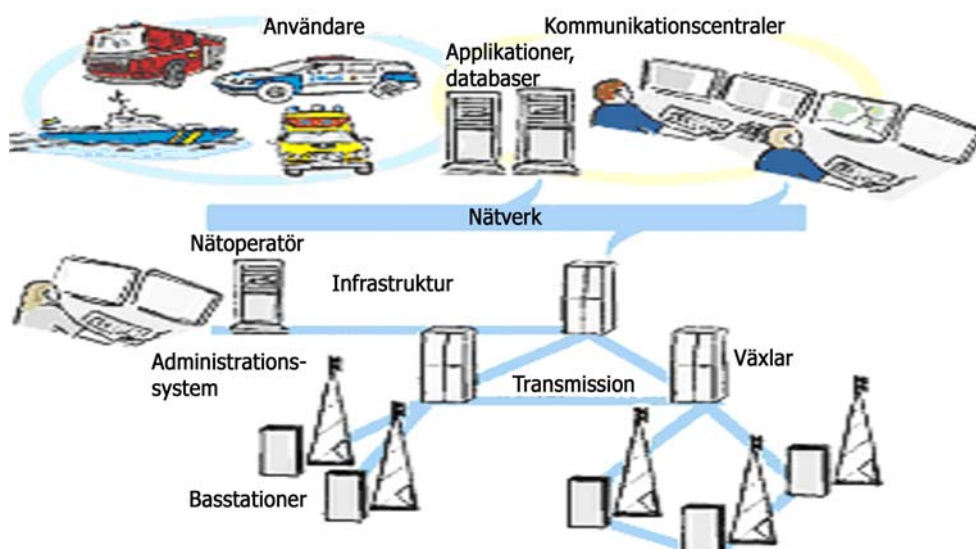 Användare
Kommunikationscentraler
Applikationer,
databaser
Nätverk
Nätoperatör
Infrastruktur
Administrations-
system
Växlar
Transmission
Basstationer